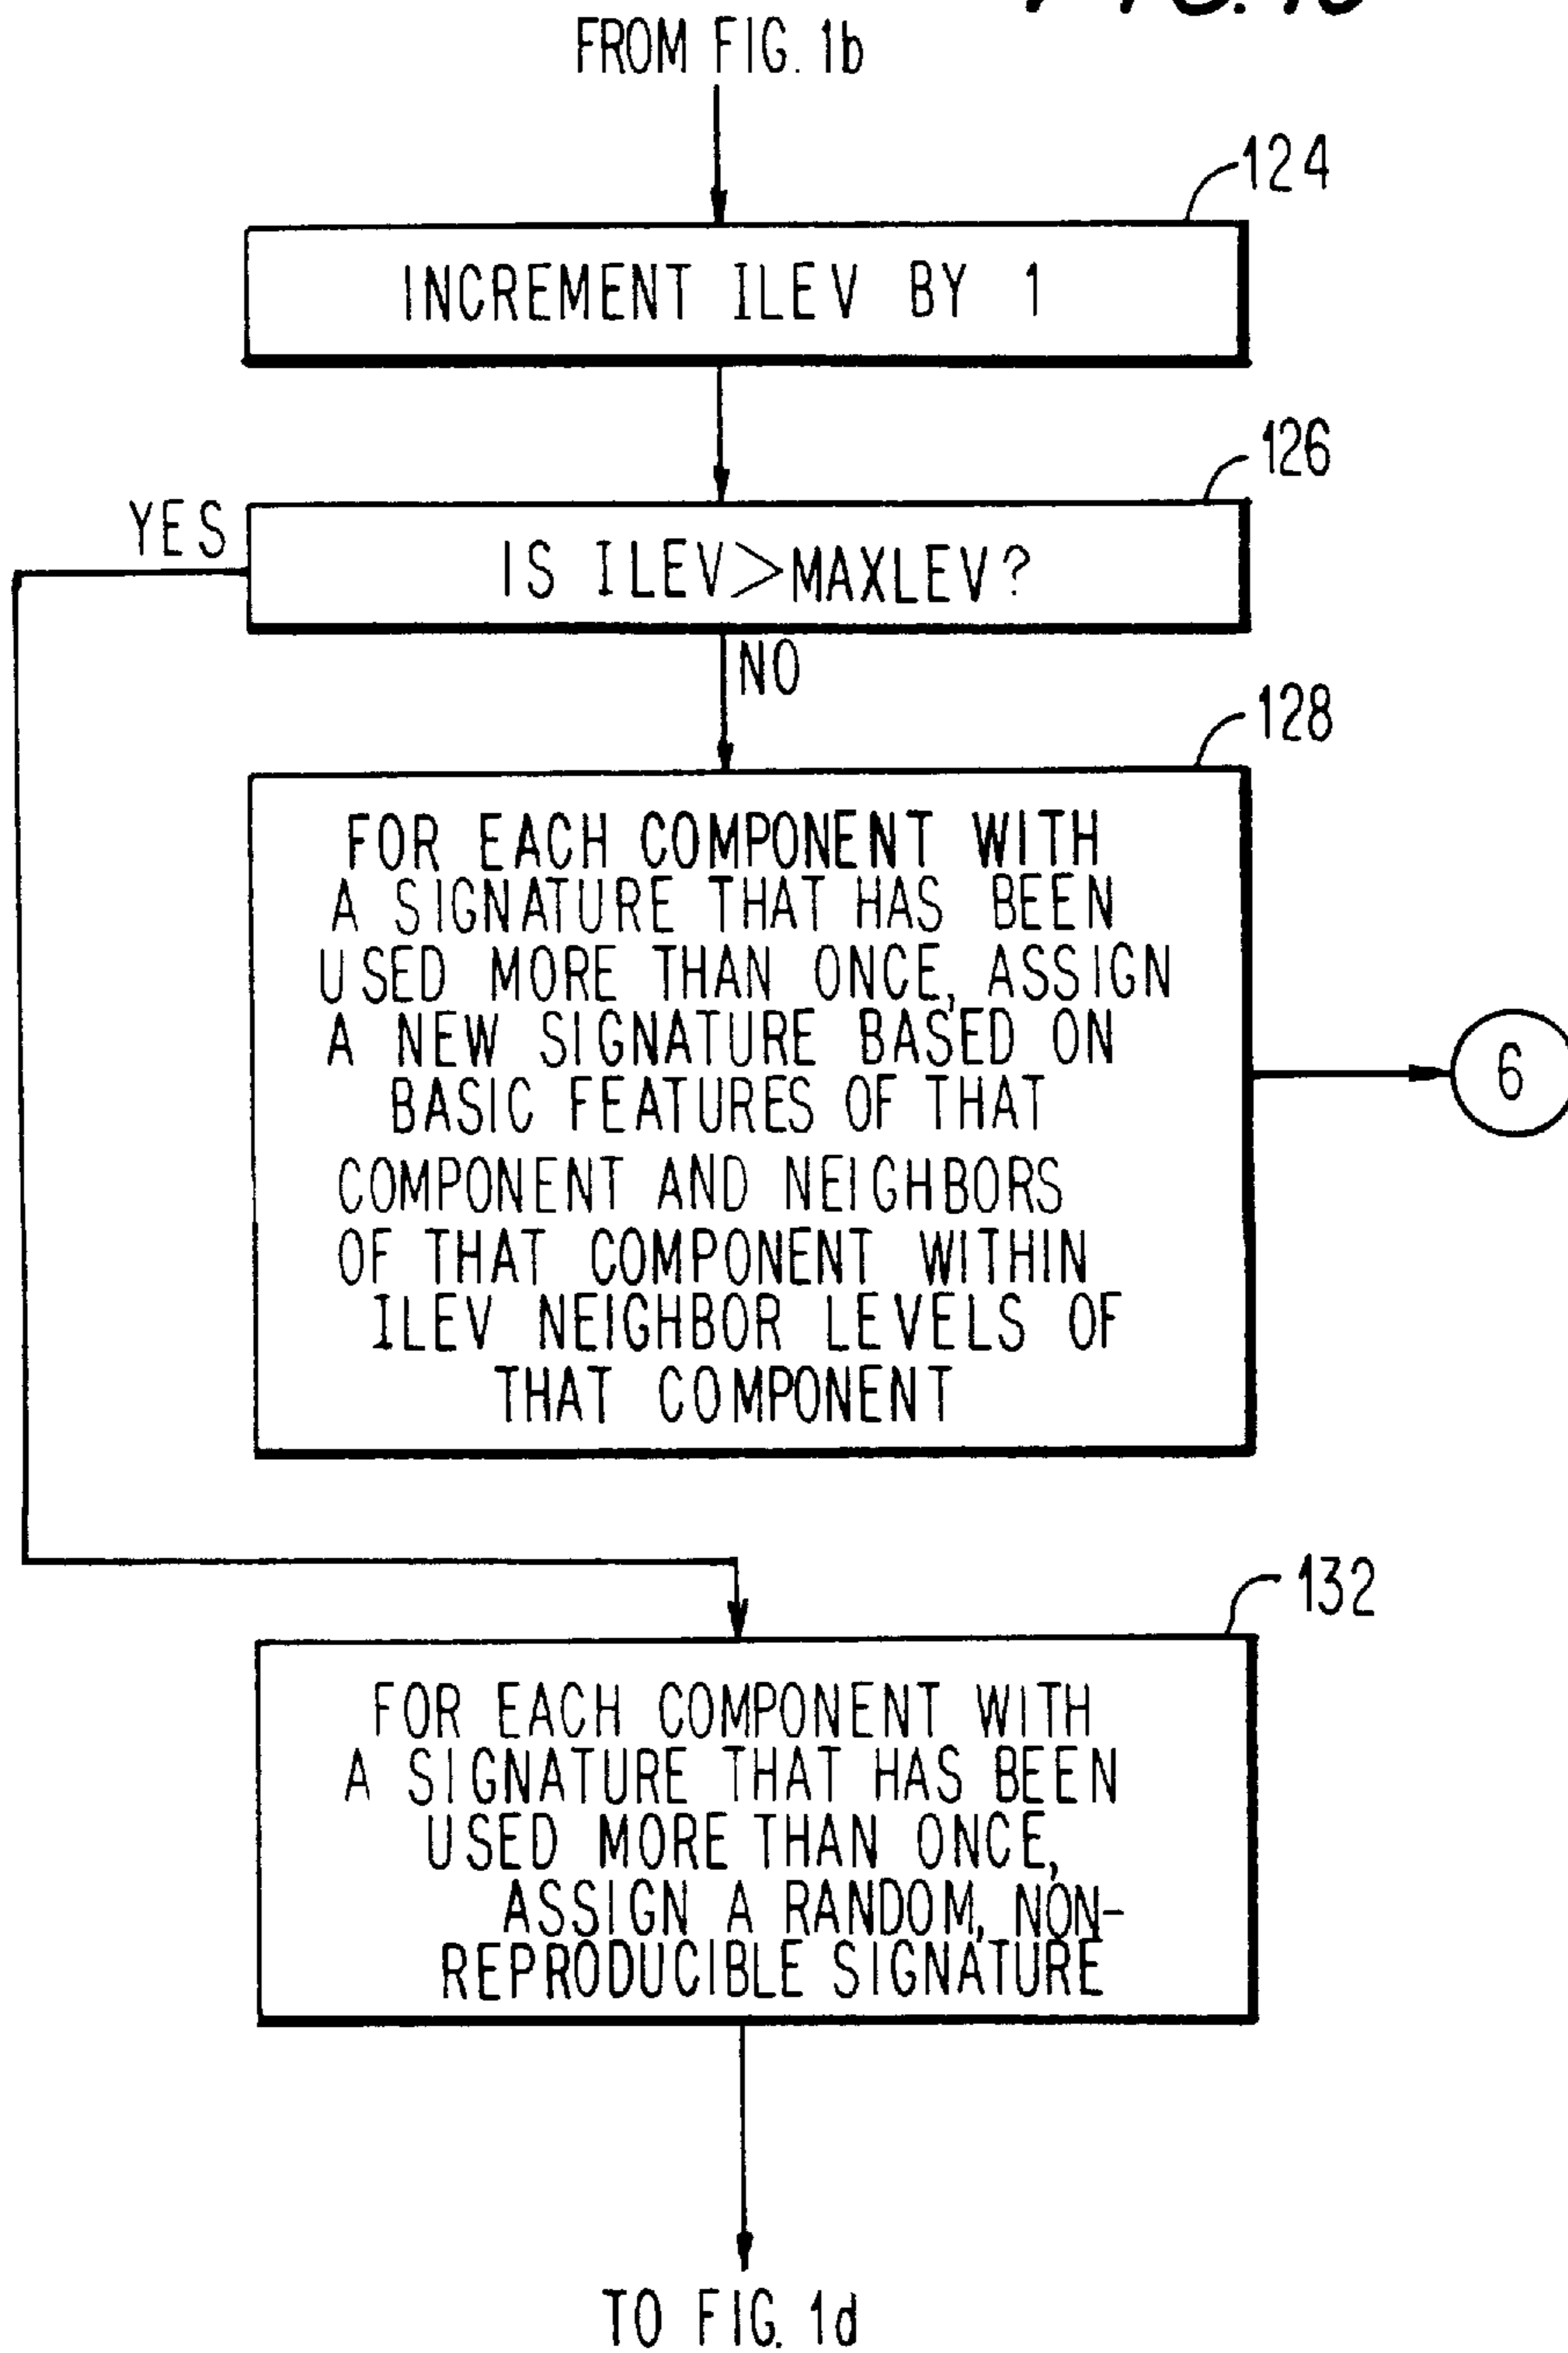 FROM FIG. 1b
124
INCREMENT ILEV BY 1
126
YES
IS ILEV>MAXLEV?
NO
128
FOR EACH COMPONENT WITH
A SIGNATURE THAT HAS BEEN
USED MORE THAN ONCE, ASSIGN
A NEW SIGNATURE BASED ON
BASIC FEATURES OF THAT
COMPONENT AND NEIGHBORS
OF THAT COMPONENT WITHIN
ILEV NEIGHBOR LEVELS OF
THAT COMPONENT
6
132
FOR EACH COMPONENT WITH
A SIGNATURE THAT HAS BEEN
USED MORE THAN ONCE,
ASSIGN A RANDOM, NON-
REPRODUCIBLE SIGNATURE
TO FIG. 1d